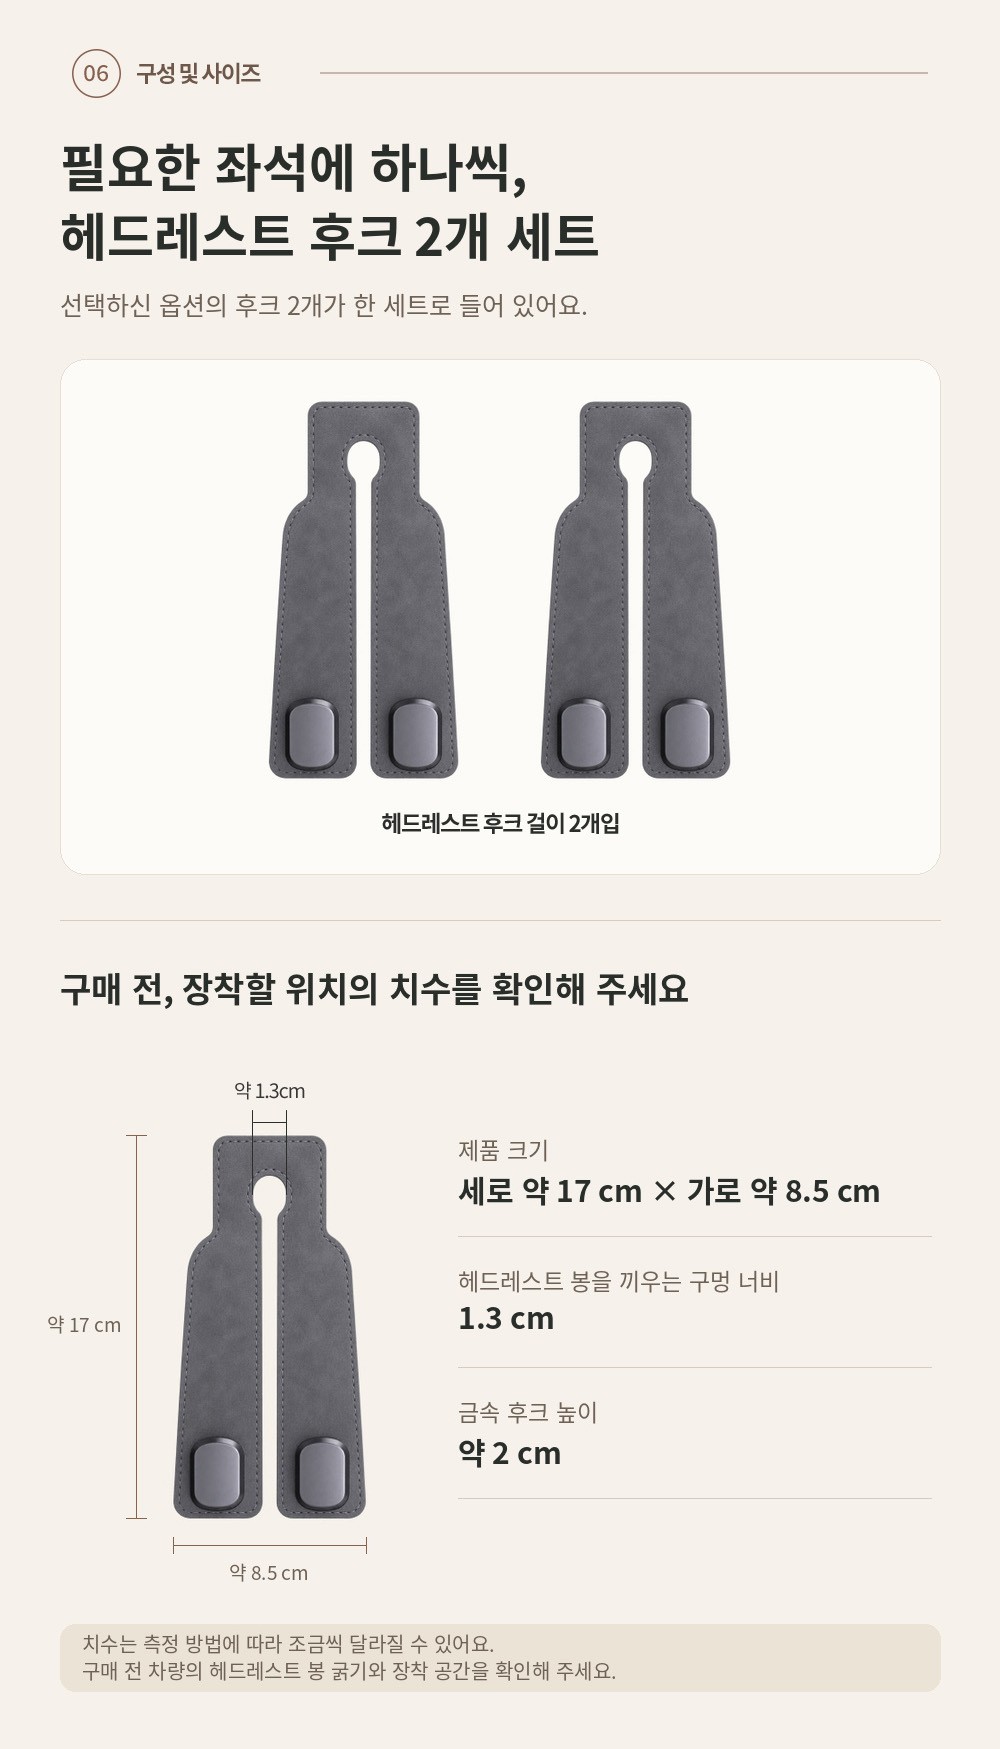 06 구성 및 사이즈
필요한 좌석에 하나씩,
헤드레스트 후크 2개 세트
선택하신 옵션의 후크 2개가 한 세트로 들어 있어요.
헤드레스트 후크 걸이 2개입
구매 전, 장착할 위치의 치수를 확인해 주세요
약 1.3cm
약 17 cm
약 8.5 cm
제품 크기
세로 약 17 cm × 가로 약 8.5 cm
헤드레스트 봉을 끼우는 구멍 너비
1.3 cm
금속 후크 높이
약 2 cm
치수는 측정 방법에 따라 조금씩 달라질 수 있어요.
구매 전 차량의 헤드레스트 봉 굵기와 장착 공간을 확인해 주세요.